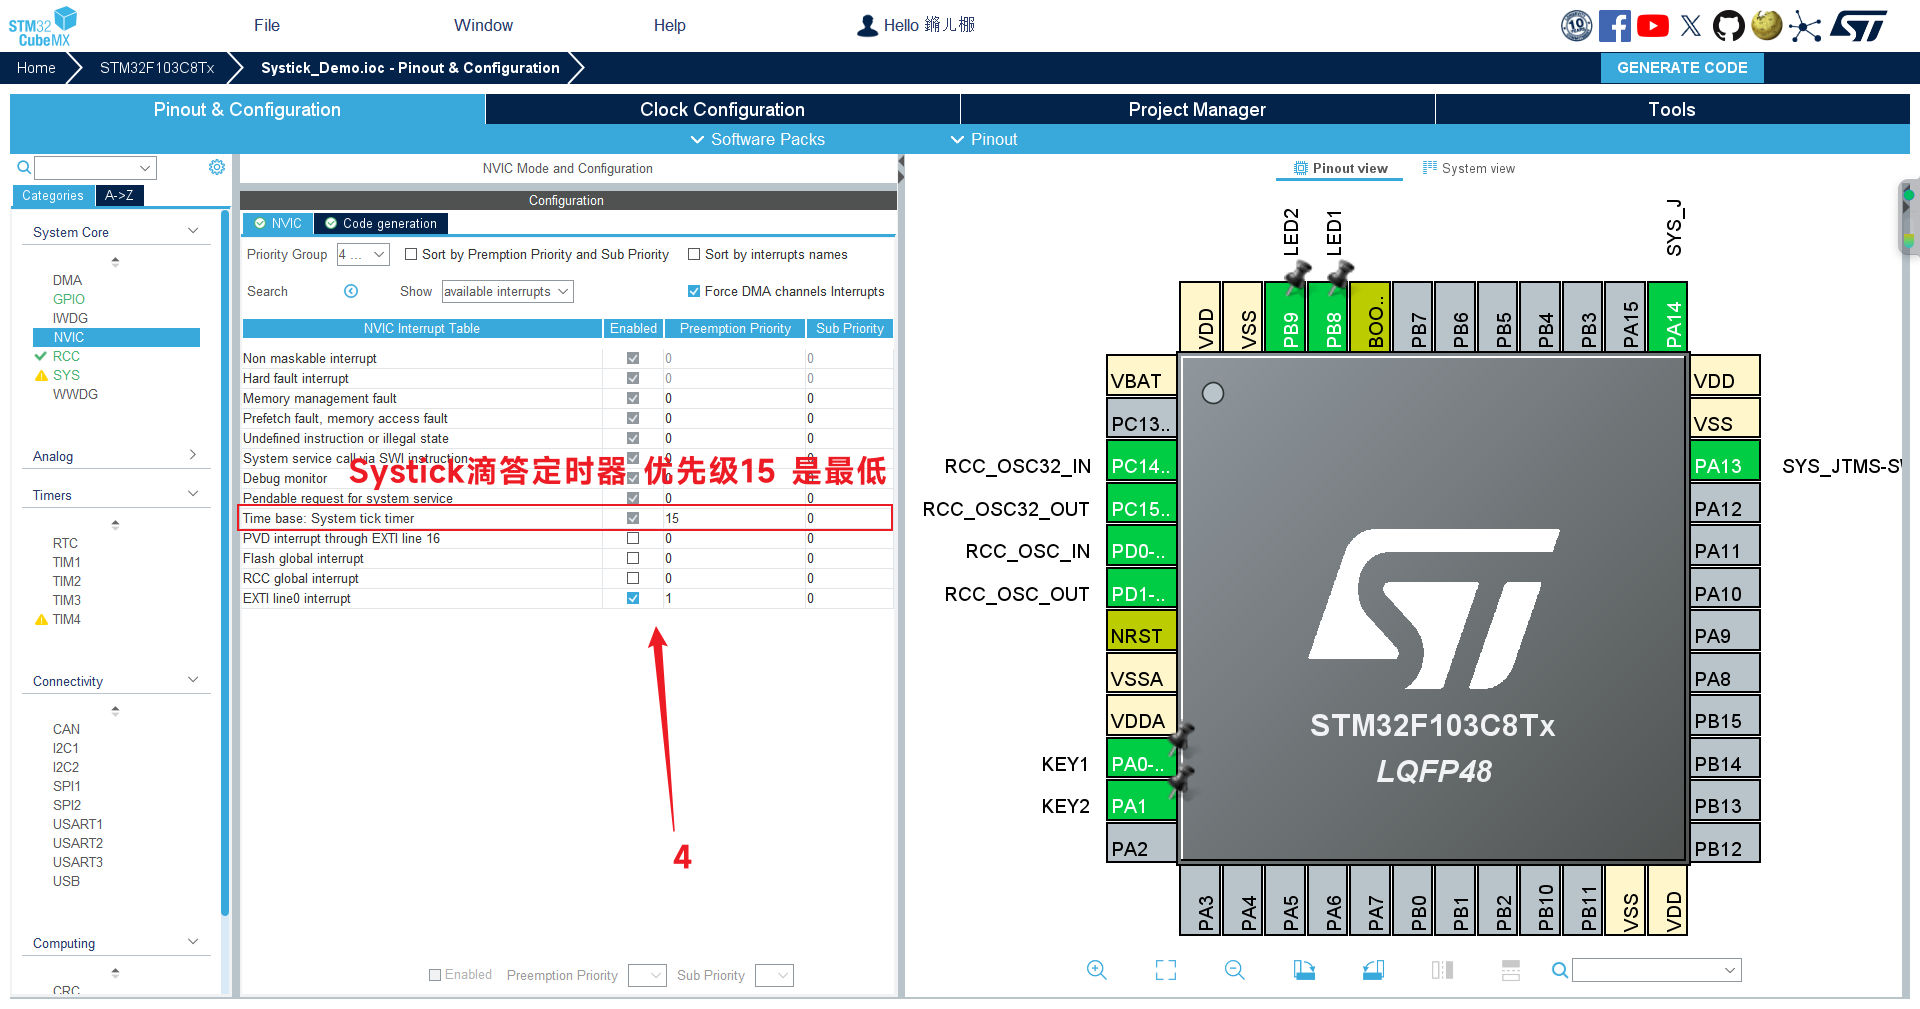 STM32
CubeMX
File
Window
Help
Hello 鏅儿棚
10
Home
STM32F103C8Tx
Systick_Demo.ioc - Pinout & Configuration
GENERATE CODE
Pinout & Configuration
Clock Configuration
Project Manager
Tools
Software Packs
Pinout
Categories
A->Z
System Core
DMA
GPIO
IWDG
NVIC
RCC
SYS
WWDG
Analog
Timers
RTC
TIM1
TIM2
TIM3
TIM4
Connectivity
CAN
I2C1
I2C2
SPI1
SPI2
USART1
USART2
USART3
USB
Computing
CRC
NVIC Mode and Configuration
Configuration
NVIC
Code generation
Priority Group
4 ...
Sort by Premption Priority and Sub Priority
Sort by interrupts names
Search
Show
available interrupts
Force DMA channels Interrupts
NVIC Interrupt Table Enabled Preemption Priority Sub Priority
Non maskable interrupt 0 0
Hard fault interrupt 0 0
Memory management fault 0 0
Prefetch fault, memory access fault 0 0
Undefined instruction or illegal state 0 0
System service call via SWI instruction
Systick滴答定时器 优先级15 是最低
Debug monitor 0 0
Pendable request for system service 0 0
Time base: System tick timer 15 0
PVD interrupt through EXTI line 16 0 0
Flash global interrupt 0 0
RCC global interrupt 0 0
EXTI line0 interrupt 1 0
4
Enabled
Preemption Priority
Sub Priority
Pinout view
System view
LED2
LED1
SYS_J
VDD
VSS
PB9
PB8
BOO..
PB7
PB6
PB5
PB4
PB3
PA15
PA14
VBAT
PC13..
RCC_OSC32_IN
PC14..
RCC_OSC32_OUT
PC15..
RCC_OSC_IN
PD0-..
RCC_OSC_OUT
PD1-..
NRST
VSSA
VDDA
KEY1
PA0-..
KEY2
PA1
PA2
STM32F103C8Tx
LQFP48
VDD
VSS
PA13
SYS_JTMS-S
PA12
PA11
PA10
PA9
PA8
PB15
PB14
PB13
PB12
PA3
PA4
PA5
PA6
PA7
PB0
PB1
PB2
PB10
PB11
VSS
VDD